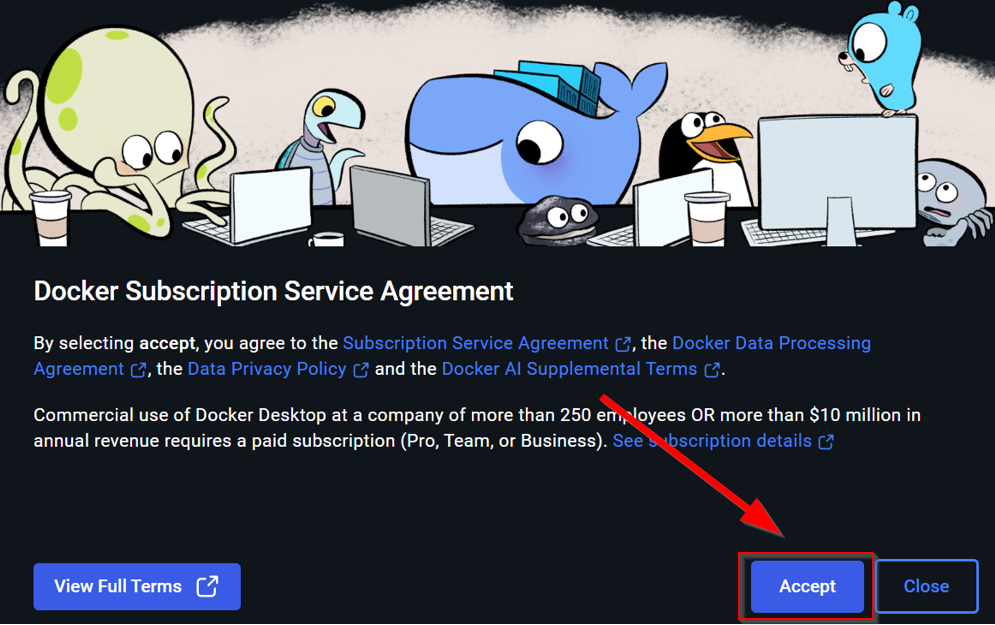 Docker Subscription Service Agreement
By selecting accept, you agree to the Subscription Service Agreement, the Docker Data Processing
Agreement, the Data Privacy Policy and the Docker AI Supplemental Terms.
Commercial use of Docker Desktop at a company of more than 250 employees OR more than $10 million in
annual revenue requires a paid subscription (Pro, Team, or Business). See subscription details
View Full Terms
Accept
Close